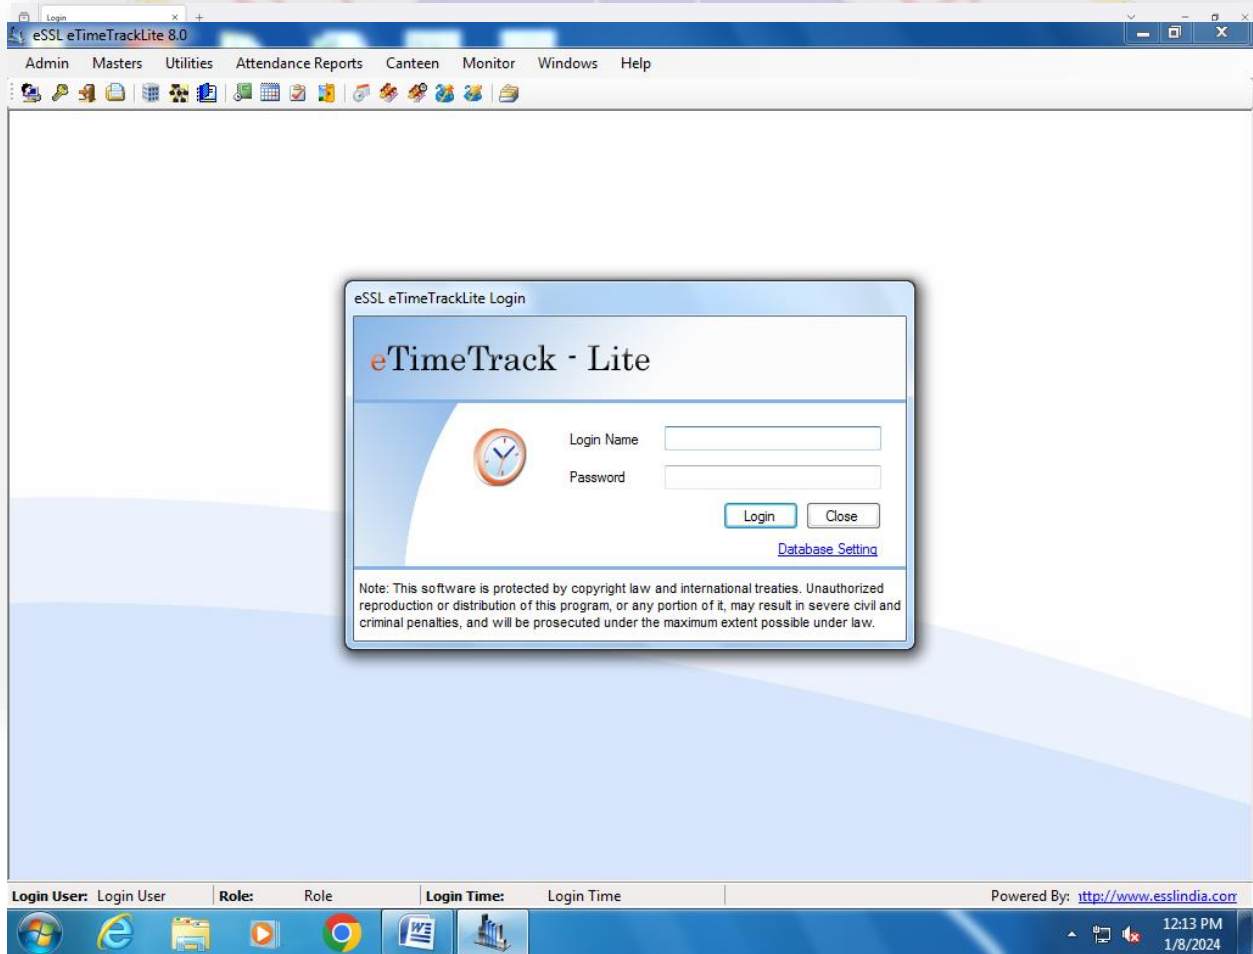 Login
eSSL eTimeTrackLite 8.0
Admin Masters Utilities Attendance Reports Canteen Monitor Windows Help
eSSL eTimeTrackLite Login
eTimeTrack - Lite
Login Name
Password
Login Close
Database Setting
Note: This software is protected by copyright law and international treaties. Unauthorized
reproduction or distribution of this program, or any portion of it, may result in severe civil and
criminal penalties, and will be prosecuted under the maximum extent possible under law.
Login User: Login User Role: Role Login Time: Login Time Powered By: http://www.esslindia.com
12:13 PM
1/8/2024